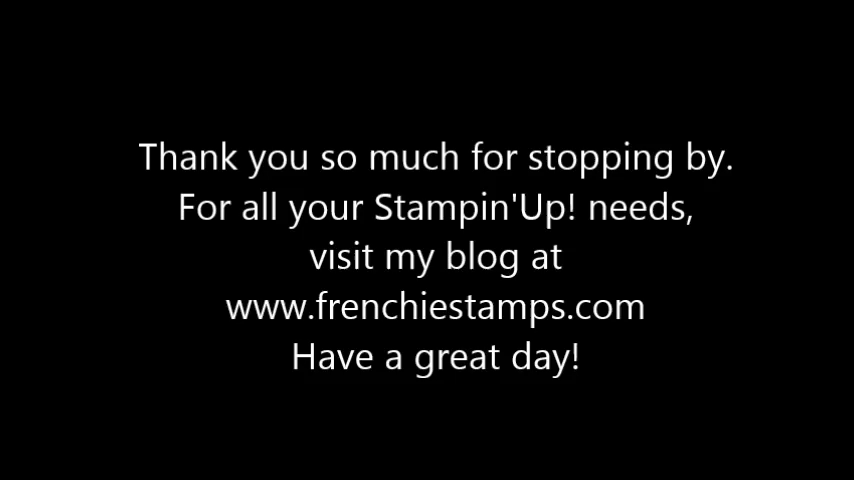 Thank you so much for stopping by.
For all your Stampin'Up! needs,
visit my blog at
www.frenchiestamps.com
Have a great day!